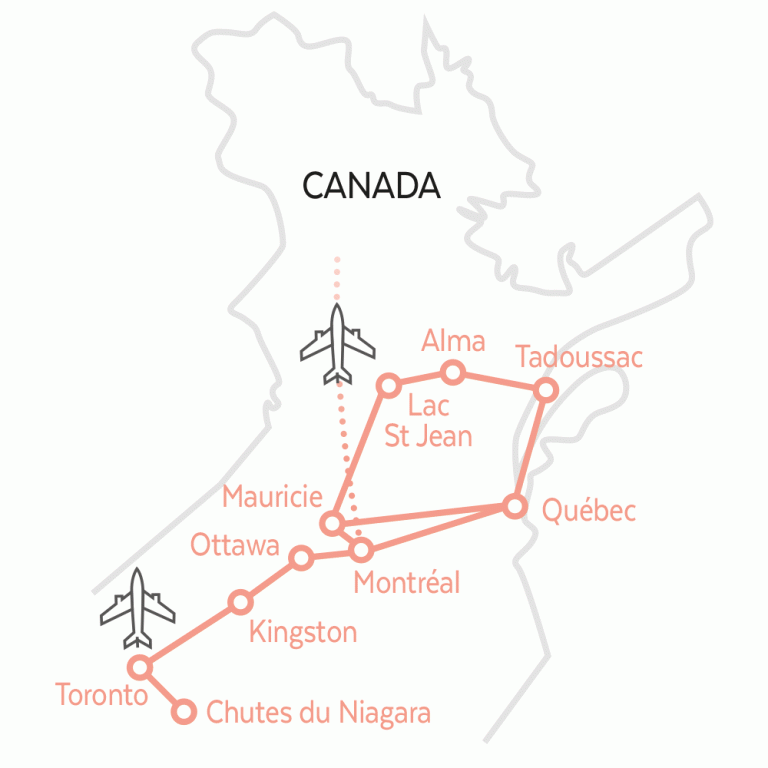 CANADA
Alma
Tadoussac
Lac
St Jean
Mauricie
Québec
Ottawa
Montréal
Kingston
Toronto
Chutes du Niagara